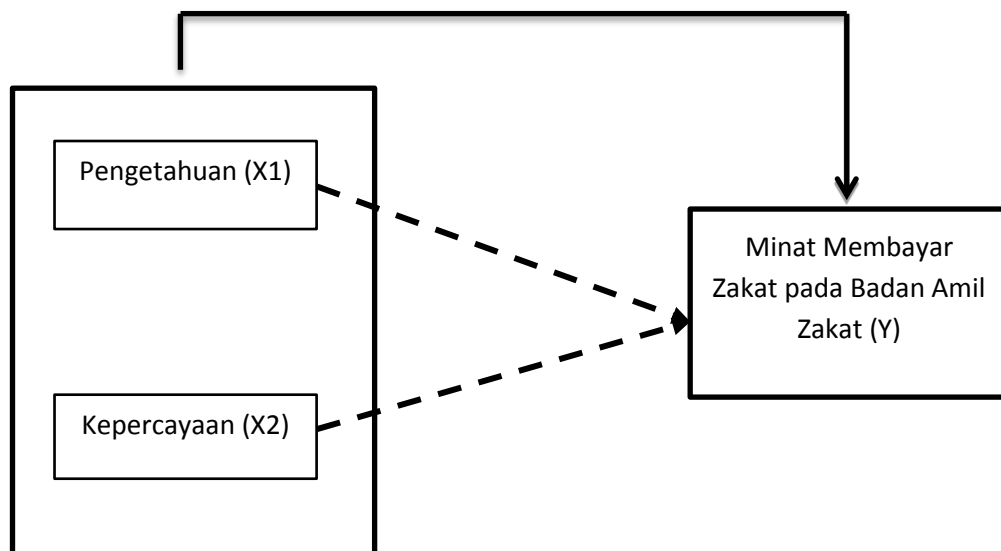 Pengetahuan (X1)
Minat Membayar
Zakat pada Badan Amil
Zakat (Y)
Kepercayaan (X2)